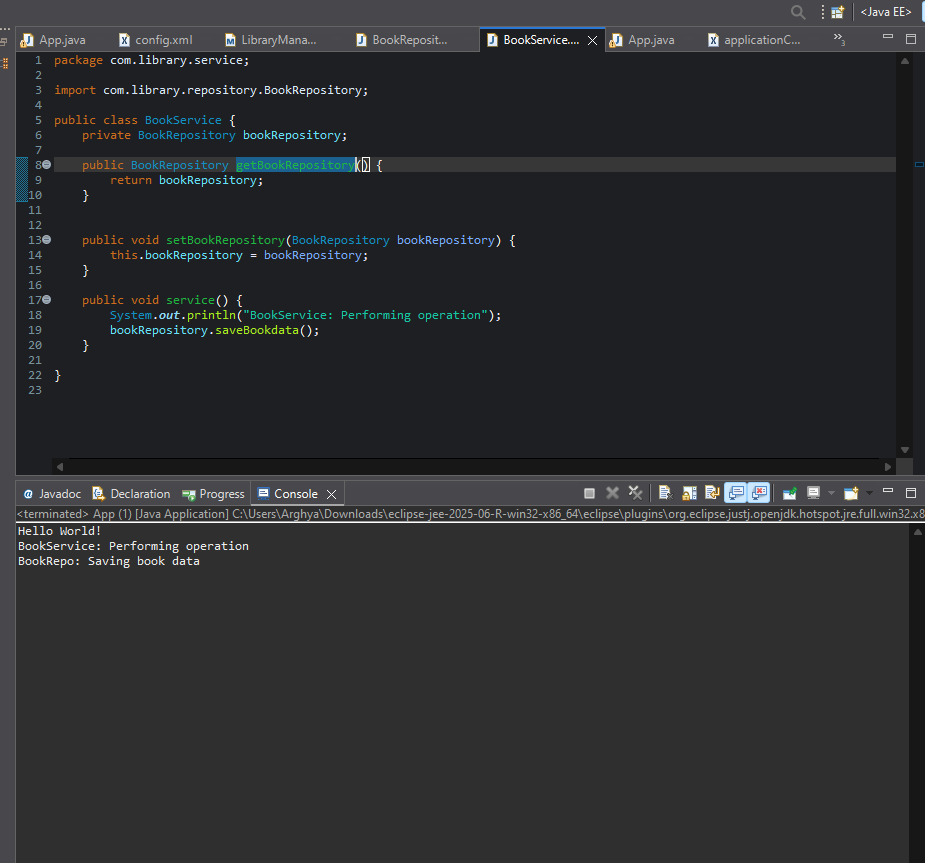 <Java EE>
App.java config.xml LibraryMana... BookReposit... BookService.... App.java applicationC... 3
1 package com.library.service;
2
3 import com.library.repository.BookRepository;
4
5 public class BookService {
6 private BookRepository bookRepository;
7
8 public BookRepository getBookRepository() {
9 return bookRepository;
10 }
11
12
13 public void setBookRepository(BookRepository bookRepository) {
14 this.bookRepository = bookRepository;
15 }
16
17 public void service() {
18 System.out.println("BookService: Performing operation");
19 bookRepository.saveBookdata();
20 }
21
22 }
23
@ Javadoc Declaration Progress Console
<terminated> App (1) [Java Application] C:\Users\Arghya\Downloads\eclipse-jee-2025-06-R-win32-x86_64\eclipse\plugins\org.eclipse.justj.openjdk.hotspot.jre.full.win32.x8
Hello World!
BookService: Performing operation
BookRepo: Saving book data